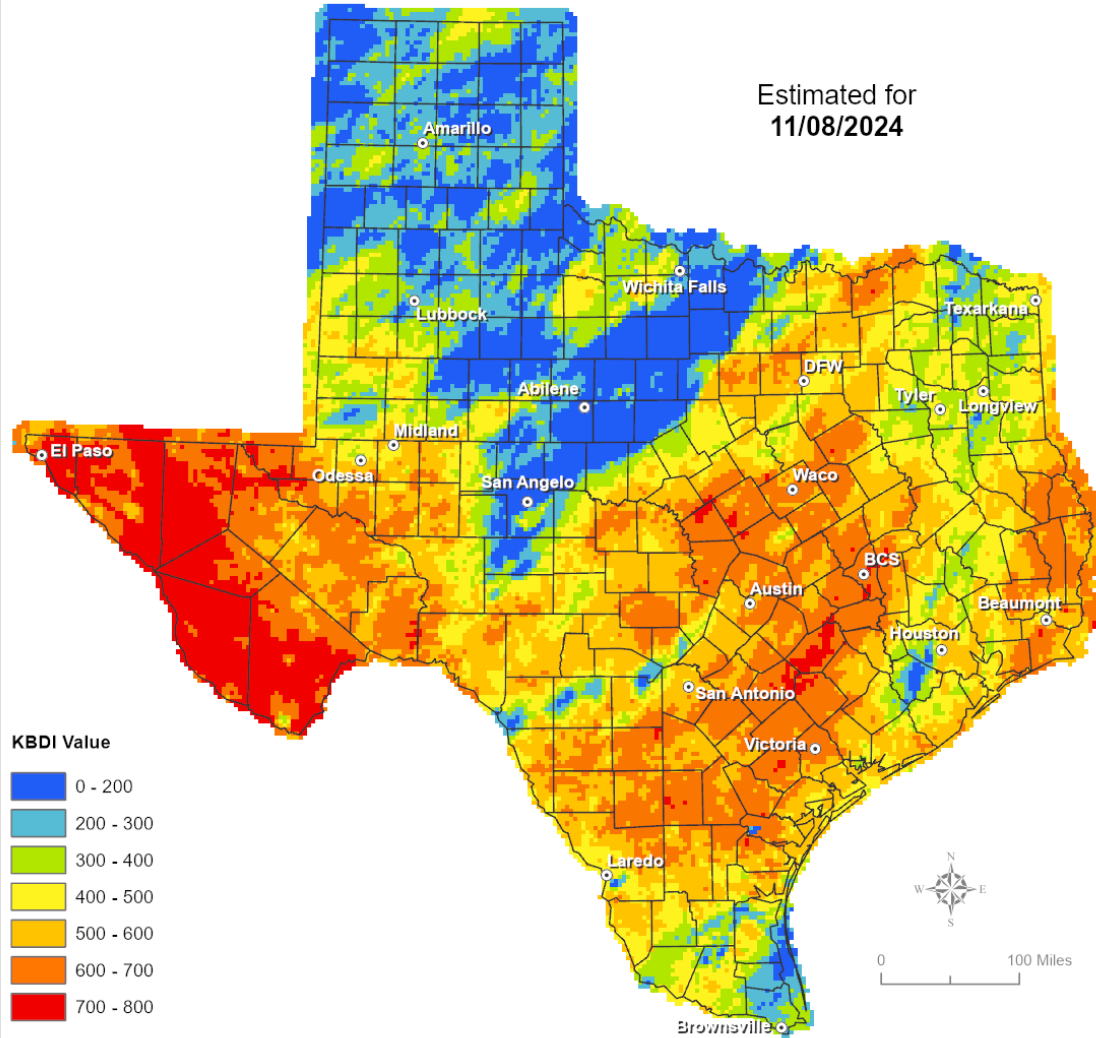 Estimated for
11/08/2024
Amarillo
Wichita Falls
Lubbock
Texarkana
DFW
Abilene
Tyler
Longview
Midland
El Paso
Odessa
San Angelo
Waco
BCS
Austin
Beaumont
Houston
San Antonio
Victoria
KBDI Value
0 - 200
200 - 300
300 - 400
400 - 500
500 - 600
600 - 700
700 - 800
Laredo
N
W E
S
0 100 Miles
Brownsville